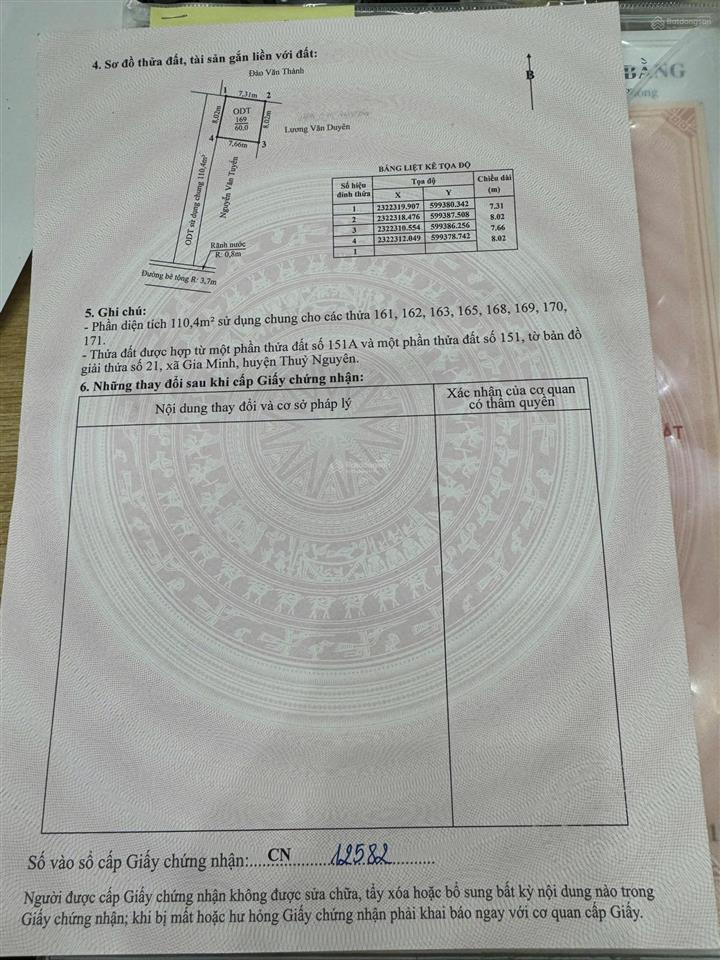 Batdongsan
BẰNG
4. Sơ đồ thửa đất, tài sản gắn liền với đất:
Đào Văn Thành
B
1
7,31m
2
8,02m
ODT
169
60.0
8,02m
Lương Văn Duyên
4
7,66m
3
ODT sử dụng chung 110,4m²
Nguyễn Văn Tuyển
Rãnh nước
R: 0,8m
Đường bê tông R: 3,7m
BẢNG LIỆT KÊ TỌA ĐỘ
Số hiệu đỉnh thửa
Tọa độ
Chiều dài (m)
X
Y
1 2322319.907 599380.342
7.31
2 2322318.476 599387.508
8.02
3 2322310.554 599386.256
7.66
4 2322312.049 599378.742
8.02
1
5. Ghi chú:
- Phần diện tích 110,4m² sử dụng chung cho các thửa 161, 162, 163, 165, 168, 169, 170,
171.
- Thửa đất được hợp từ một phần thửa đất số 151A và một phần thửa đất số 151, tờ bản đồ
giải thửa số 21, xã Gia Minh, huyện Thuỷ Nguyên.
6. Những thay đổi sau khi cấp Giấy chứng nhận:
Nội dung thay đổi và cơ sở pháp lý
Xác nhận của cơ quan
có thẩm quyền
Batdongsan
Số vào sổ cấp Giấy chứng nhận:....CN......12582............
Người được cấp Giấy chứng nhận không được sửa chữa, tẩy xóa hoặc bổ sung bất kỳ nội dung nào trong
Giấy chứng nhận; khi bị mất hoặc hư hỏng Giấy chứng nhận phải khai báo ngay với cơ quan cấp Giấy.